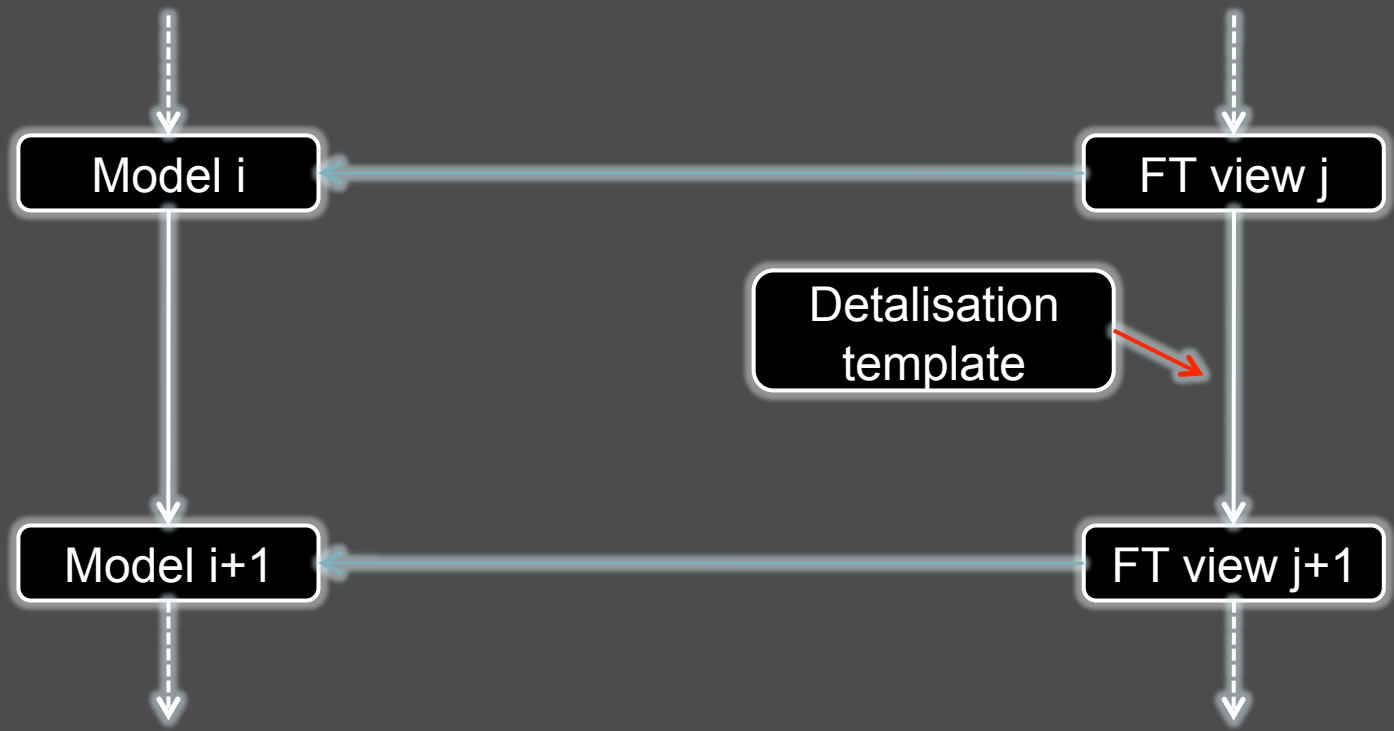 Model i
FT view j
Detalisation
template
Model i+1
FT view j+1